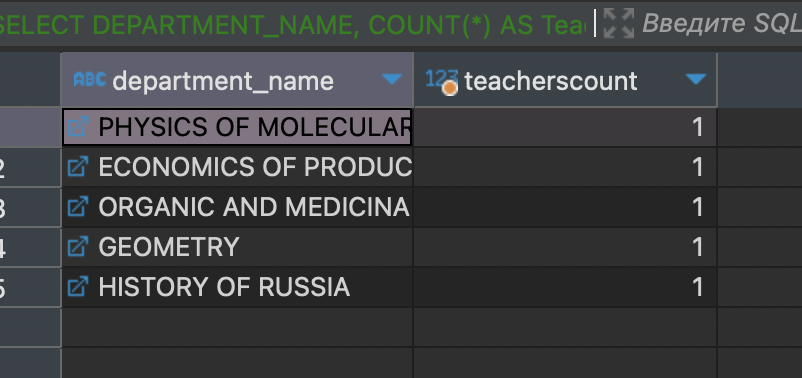 SELECT DEPARTMENT_NAME, COUNT(*) AS Tea Введите SQL
ABC department_name 123 teacherscount
PHYSICS OF MOLECULAR 1
2 ECONOMICS OF PRODUC 1
3 ORGANIC AND MEDICINA 1
4 GEOMETRY 1
5 HISTORY OF RUSSIA 1